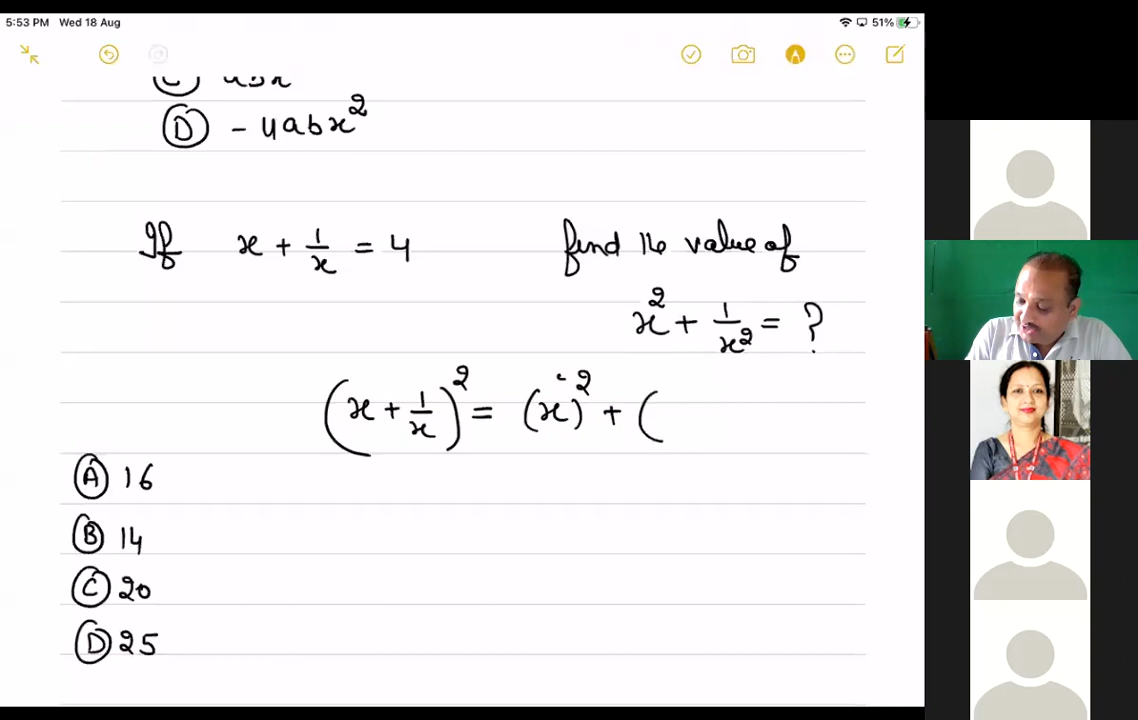 5:53 PM Wed 18 Aug 51%
D - 4abx²
If x + 1/x = 4 find the value of
x² + 1/x² = ?
(x + 1/x)² = (x)² + (
A 16
B 14
C 20
D 25